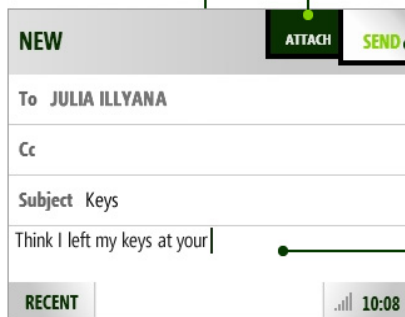 NEW ATTACH SEND
To JULIA ILLYANA
Cc
Subject Keys
Think I left my keys at your
RECENT 10:08